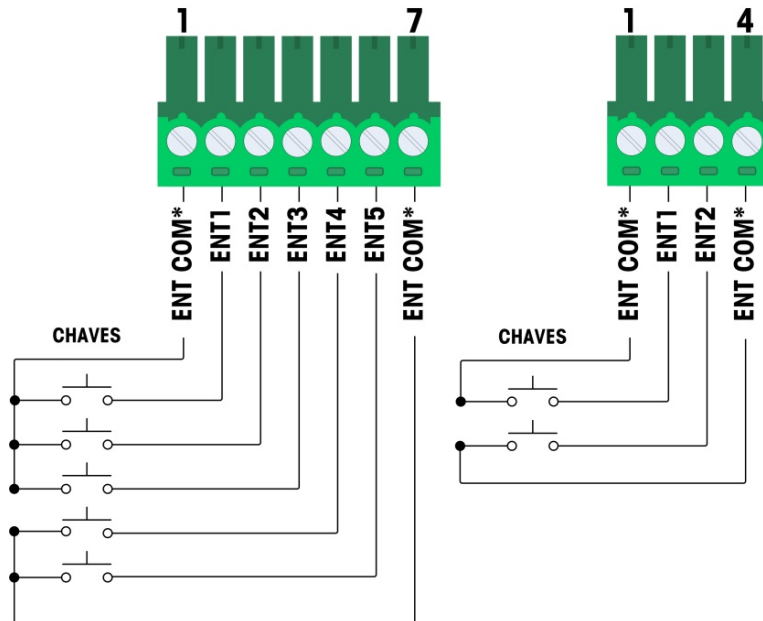 1 7
ENT COM*
ENT1
ENT2
ENT3
ENT4
ENT5
ENT COM*
CHAVES
1 4
ENT COM*
ENT1
ENT2
ENT COM*
CHAVES